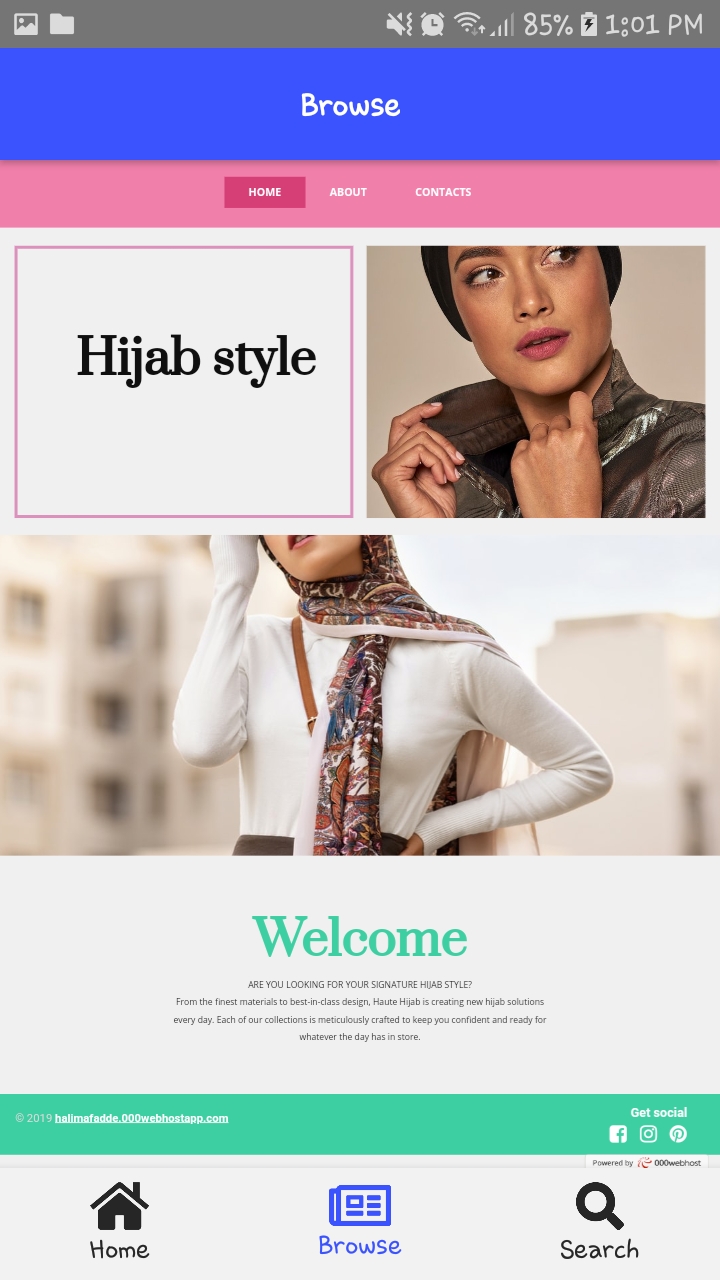 85% 1:01 PM
Browse
HOME ABOUT CONTACTS
Hijab style
Welcome
ARE YOU LOOKING FOR YOUR SIGNATURE HIJAB STYLE?
From the finest materials to best-in-class design, Haute Hijab is creating new hijab solutions
every day. Each of our collections is meticulously crafted to keep you confident and ready for
whatever the day has in store.
© 2019 halimafadde.000webhostapp.com
Get social
Powered by 000webhost
Home Browse Search